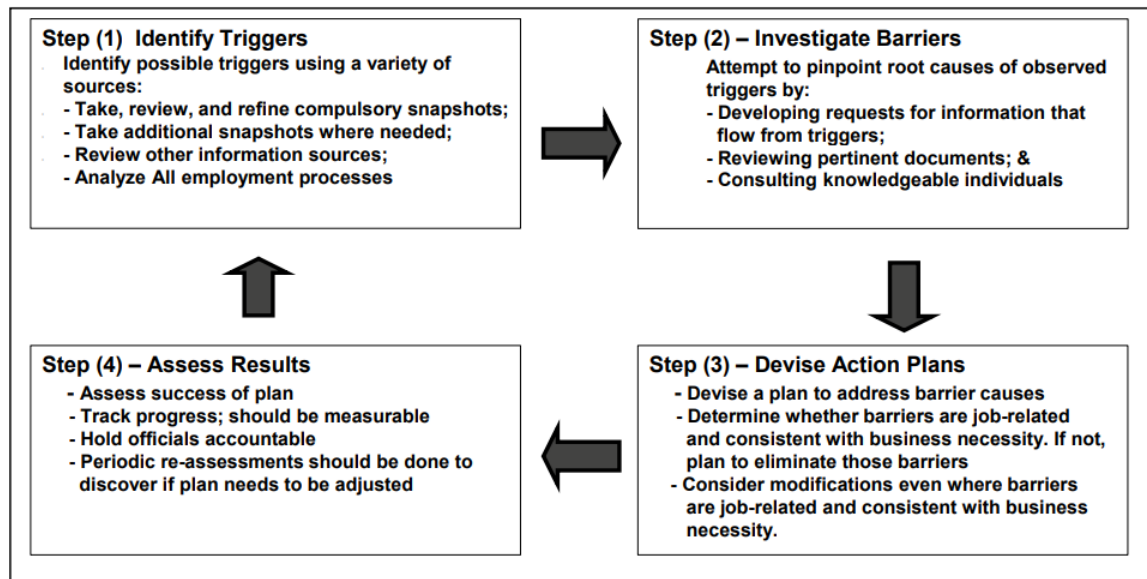 Step (1)  Identify Triggers
Identify possible triggers using a variety of
sources:
- Take, review, and refine compulsory snapshots;
- Take additional snapshots where needed;
- Review other information sources;
- Analyze All employment processes
Step (2) – Investigate Barriers
Attempt to pinpoint root causes of observed
triggers by:
- Developing requests for information that
flow from triggers;
- Reviewing pertinent documents; &
- Consulting knowledgeable individuals
Step (3) – Devise Action Plans
- Devise a plan to address barrier causes
- Determine whether barriers are job-related
and consistent with business necessity. If not,
plan to eliminate those barriers
- Consider modifications even where barriers
are job-related and consistent with business
necessity.
Step (4) – Assess Results
- Assess success of plan
- Track progress; should be measurable
- Hold officials accountable
- Periodic re-assessments should be done to
discover if plan needs to be adjusted